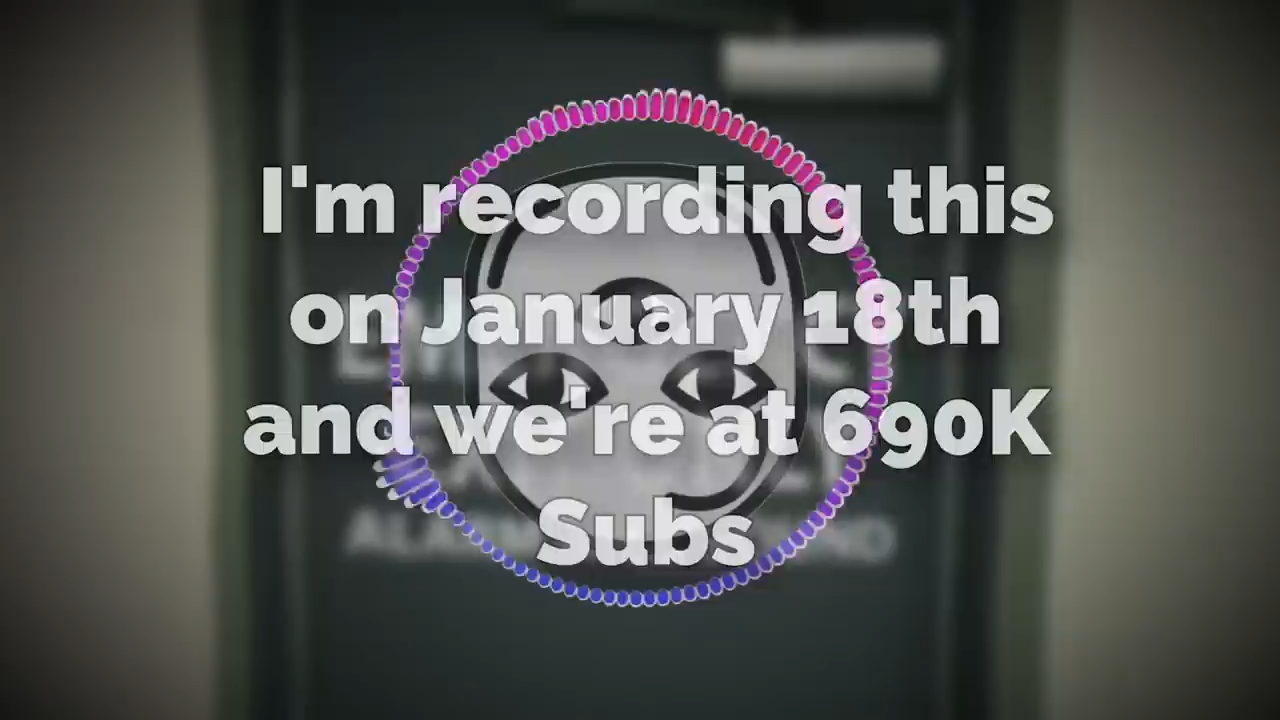 I'm recording this
on January 18th
and we're at 690K
Subs